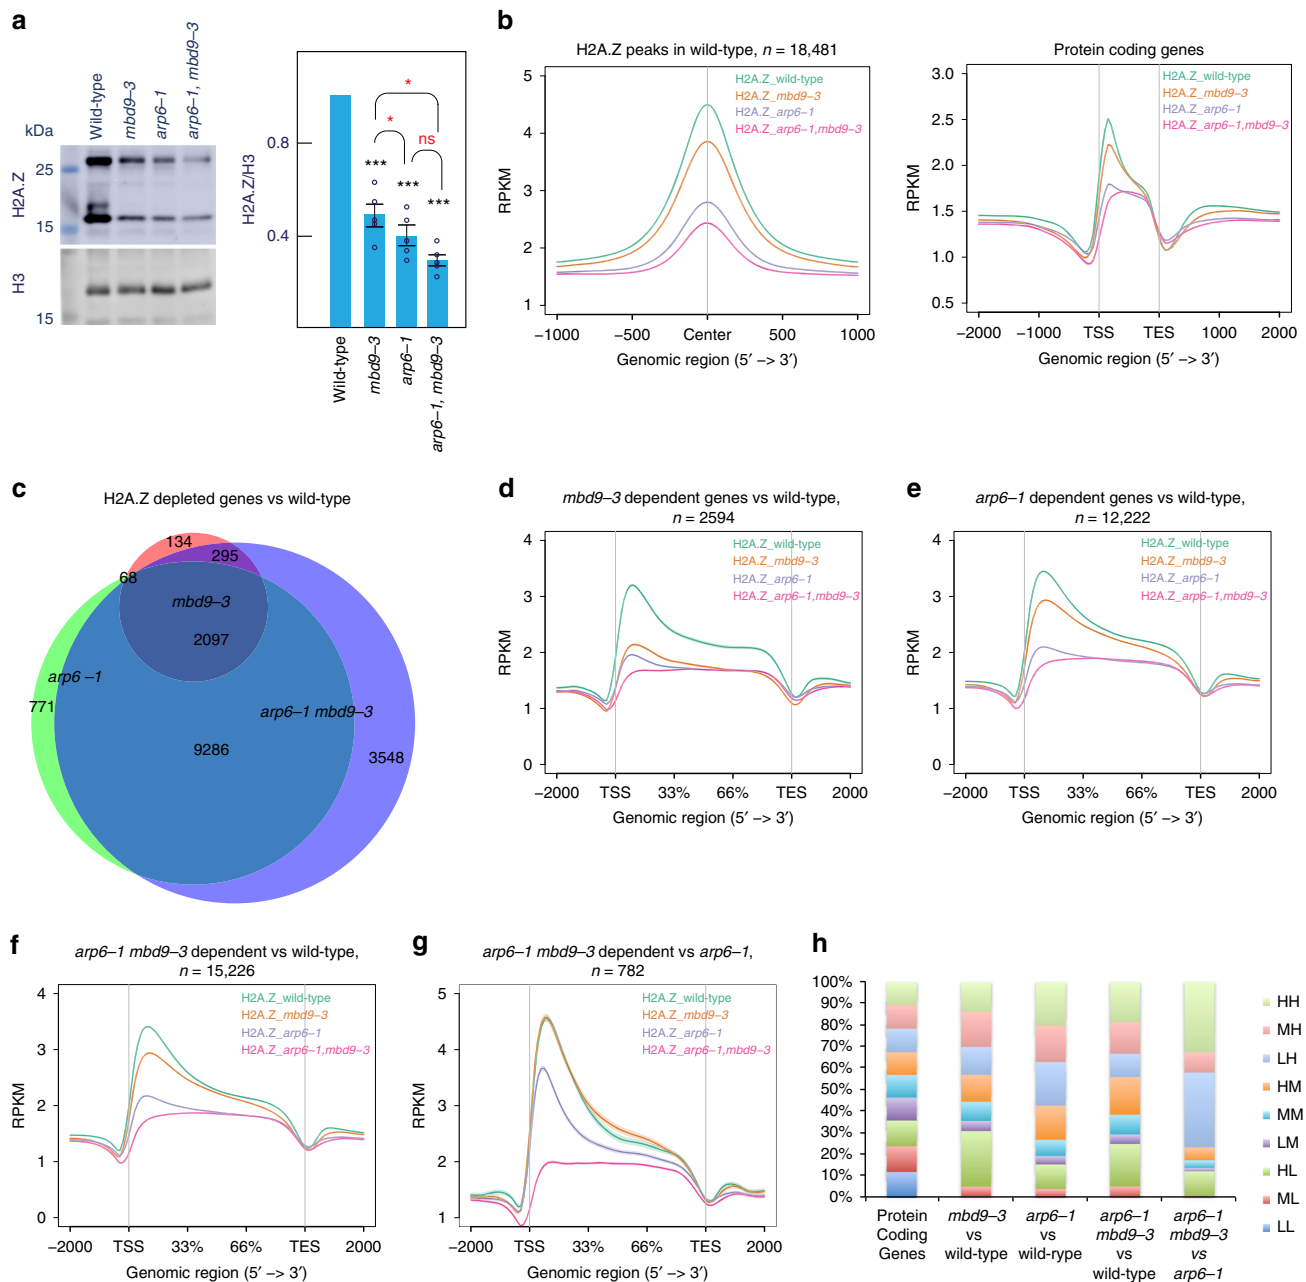 a
kDa
Wild-type
mbd9–3
arp6–1
arp6–1, mbd9–3
H2A.Z
25
15
H3
15
H2A.Z/H3
0.8
0.4
*
*
ns
***
***
***
Wild-type
mbd9–3
arp6–1
arp6–1, mbd9–3
b
H2A.Z peaks in wild-type, n = 18,481
RPKM
5
4
3
2
1
H2A.Z_wild-type
H2A.Z_mbd9–3
H2A.Z_arp6–1
H2A.Z_arp6–1,mbd9–3
−1000 −500 Center 500 1000
Genomic region (5′ −> 3′)
Protein coding genes
RPKM
3.0
2.5
2.0
1.5
1.0
0.5
H2A.Z_wild-type
H2A.Z_mbd9–3
H2A.Z_arp6–1
H2A.Z_arp6–1,mbd9–3
−2000 −1000 TSS TES 1000 2000
Genomic region (5′ −> 3′)
c
H2A.Z depleted genes vs wild-type
134
295
68
mbd9–3
2097
arp6–1
771
arp6–1 mbd9–3
9286
3548
d
mbd9–3 dependent genes vs wild-type,
n = 2594
RPKM
4
3
2
1
0
H2A.Z_wild-type
H2A.Z_mbd9–3
H2A.Z_arp6–1
H2A.Z_arp6–1,mbd9–3
−2000 TSS 33% 66% TES 2000
Genomic region (5′ −> 3′)
e
arp6–1 dependent genes vs wild-type,
n = 12,222
RPKM
4
3
2
1
0
H2A.Z_wild-type
H2A.Z_mbd9–3
H2A.Z_arp6–1
H2A.Z_arp6–1,mbd9–3
−2000 TSS 33% 66% TES 2000
Genomic region (5′ −> 3′)
f
arp6–1 mbd9–3 dependent vs wild-type,
n = 15,226
RPKM
4
3
2
1
0
H2A.Z_wild-type
H2A.Z_mbd9–3
H2A.Z_arp6–1
H2A.Z_arp6–1,mbd9–3
−2000 TSS 33% 66% TES 2000
Genomic region (5′ −> 3′)
g
arp6–1 mbd9–3 dependent vs arp6–1,
n = 782
RPKM
5
4
3
2
1
H2A.Z_wild-type
H2A.Z_mbd9–3
H2A.Z_arp6–1
H2A.Z_arp6–1,mbd9–3
−2000 TSS 33% 66% TES 2000
Genomic region (5′ −> 3′)
h
100%
90%
80%
70%
60%
50%
40%
30%
20%
10%
0%
Protein
Coding
Genes
mbd9–3
vs
wild-type
arp6–1
vs
wild-rype
arp6–1
mbd9–3
vs
wild-type
arp6–1
mbd9–3
vs
arp6–1
HH
MH
LH
HM
MM
LM
HL
ML
LL